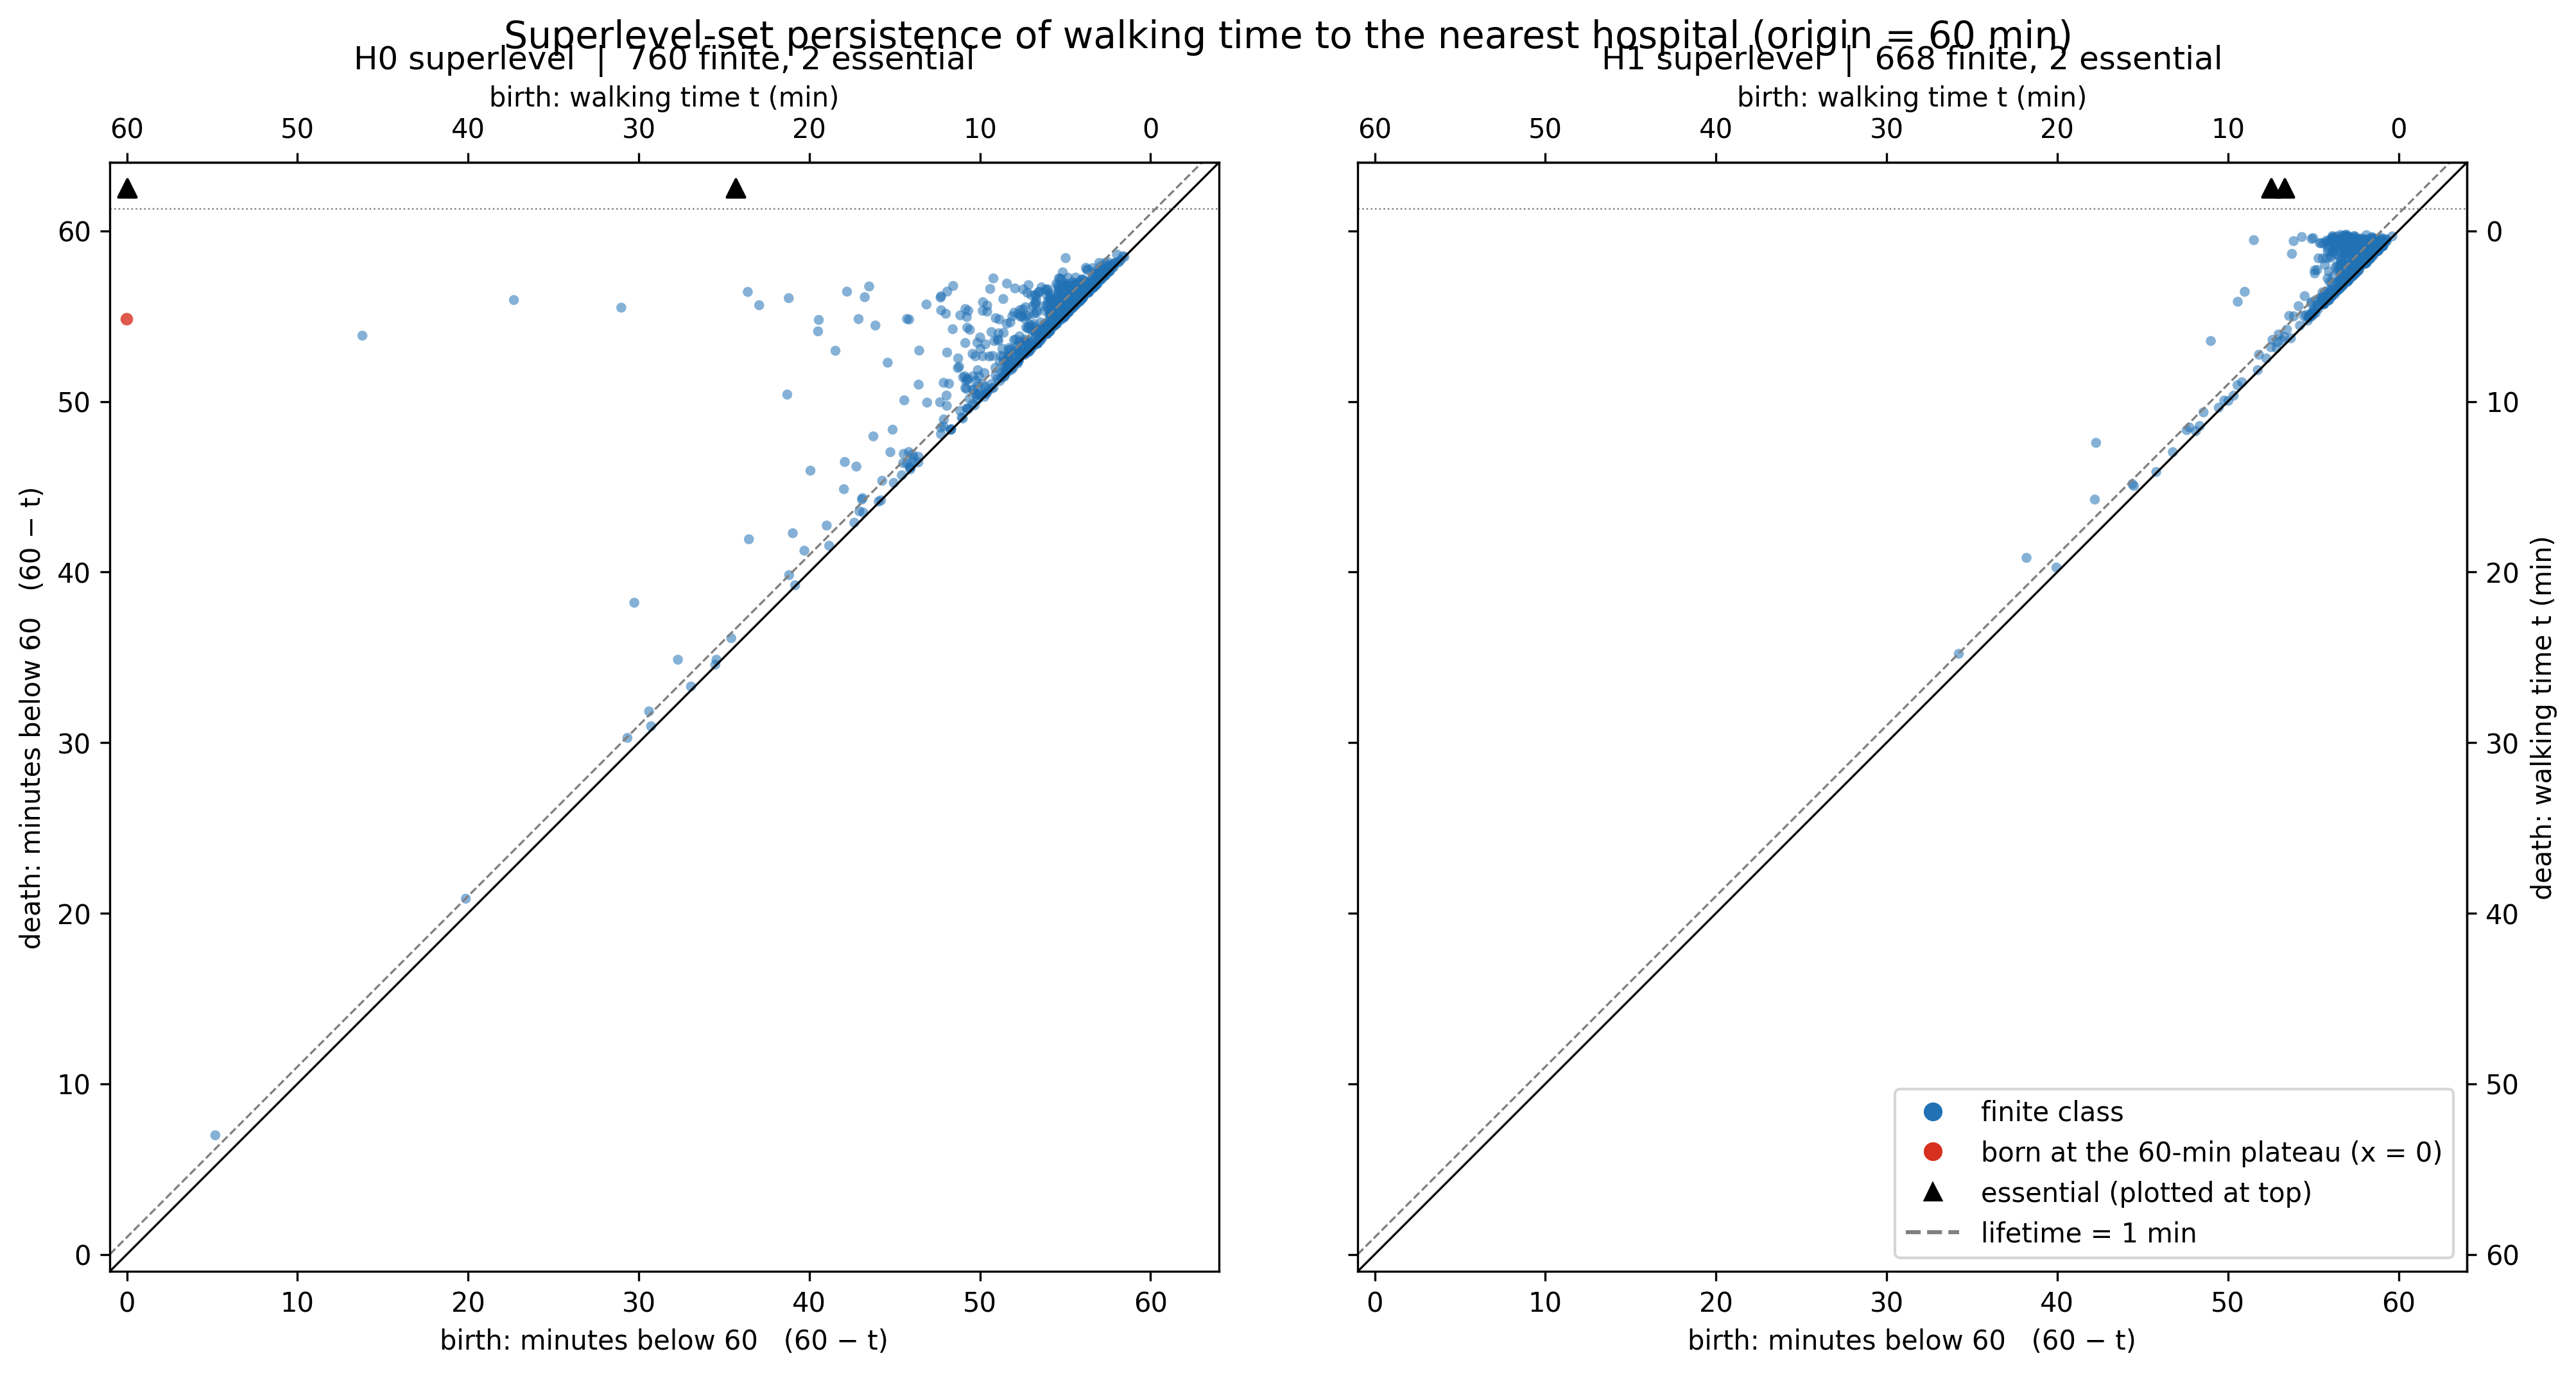 Superlevel-set persistence of walking time to the nearest hospital (origin = 60 min)
H0 superlevel | 760 finite, 2 essential
birth: walking time t (min)
60 50 40 30 20 10 0
60
50
40
30
20
10
0
death: minutes below 60 (60 − t)
0 10 20 30 40 50 60
birth: minutes below 60 (60 − t)
H1 superlevel | 668 finite, 2 essential
birth: walking time t (min)
60 50 40 30 20 10 0
0
10
20
30
40
50
60
death: walking time t (min)
finite class
born at the 60-min plateau (x = 0)
essential (plotted at top)
lifetime = 1 min
0 10 20 30 40 50 60
birth: minutes below 60 (60 − t)